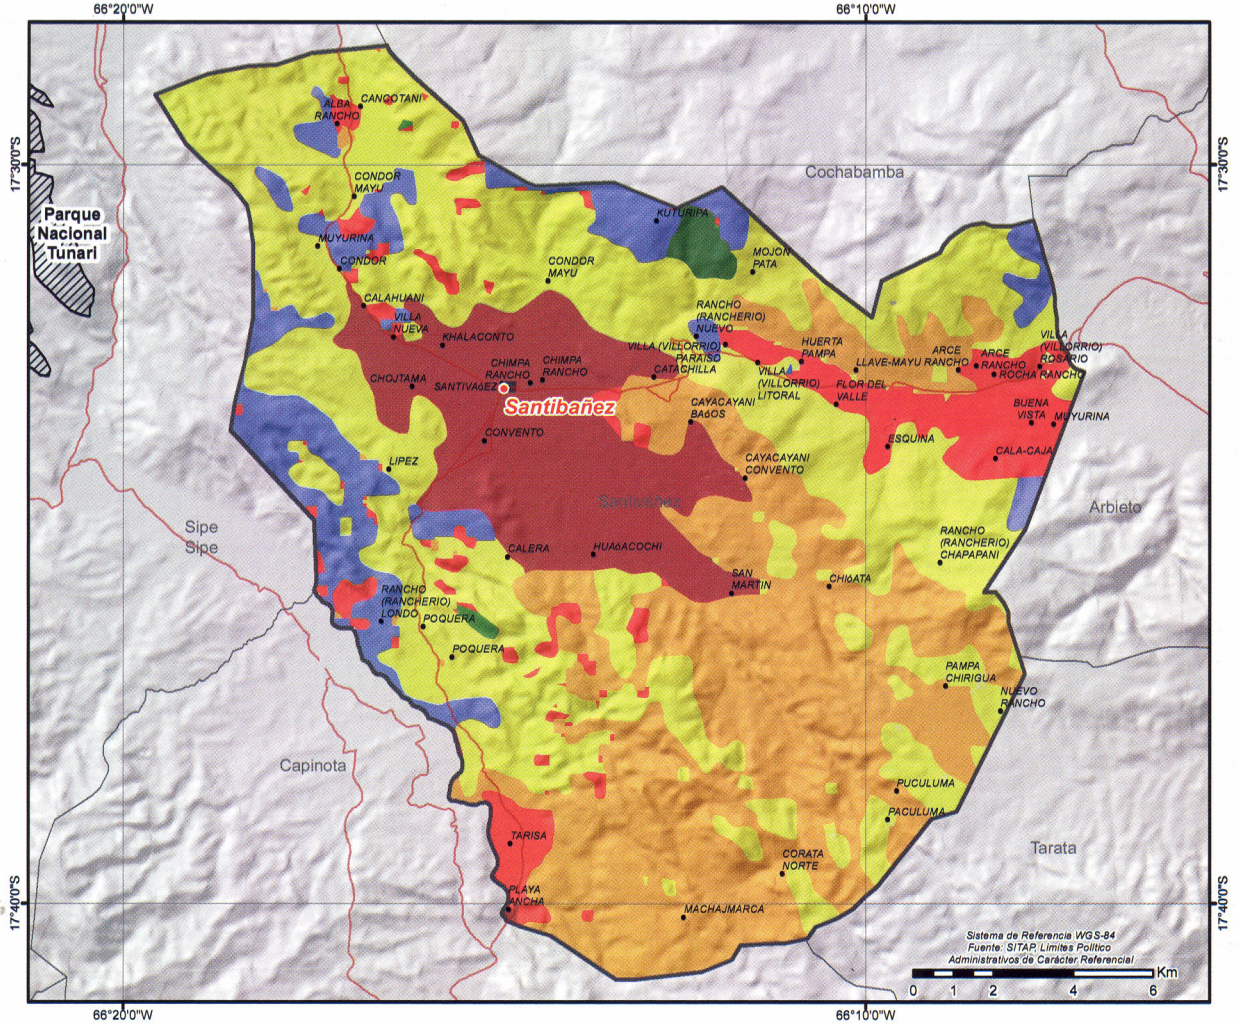 66°20'0"W
66°10'0"W
17°30'0"S
17°30'0"S
Parque
Nacional
Tunari
Cochabamba
ALBA
RANCHO
CANCOTANI
CONDOR
MAYU
MUYURINA
CONDOR
KUTURIPA
MOJON
PATA
CONDOR
MAYU
CALAHUANI
VILLA
NUEVA
KHALACONTO
RANCHO
(RANCHERIO)
NUEVO
VILLA (VILLORRIO)
PARAISO
CATACHILLA
HUERTA
PAMPA
VILLA
(VILLORRIO)
LITORAL
LLAVE-MAYU
ARCE
RANCHO
ARCE
RANCHO
ROCHA RANCHO
VILLA
(VILLORRIO)
ROSARIO
CHIMPA
RANCHO
CHIMPA
RANCHO
CHOJTAMA
SANTIVAóEZ
Santibañez
FLOR DEL
VALLE
CAYACAYANI
BAóOS
BUENA
VISTA
MUYURINA
CONVENTO
ESQUINA
CALA-CAJA
LIPEZ
CAYACAYANI
CONVENTO
Santivañez
Arbieto
Sipe
Sipe
RANCHO
(RANCHERIO)
CHAPAPANI
CALERA
HUAóACOCHI
SAN
MARTIN
CHIóATA
RANCHO
(RANCHERIO)
LONDO
POQUERA
POQUERA
PAMPA
CHIRIGUA
NUEVO
RANCHO
Capinota
PUCULUMA
PACULUMA
TARISA
CORATA
NORTE
Tarata
PLAYA
ANCHA
MACHAJMARCA
17°40'0"S
17°40'0"S
Sistema de Referencia WGS-84
Fuente: SITAP, Limites Político
Administrativos de Carácter Referencial
Km
0 1 2 4 6
66°20'0"W
66°10'0"W